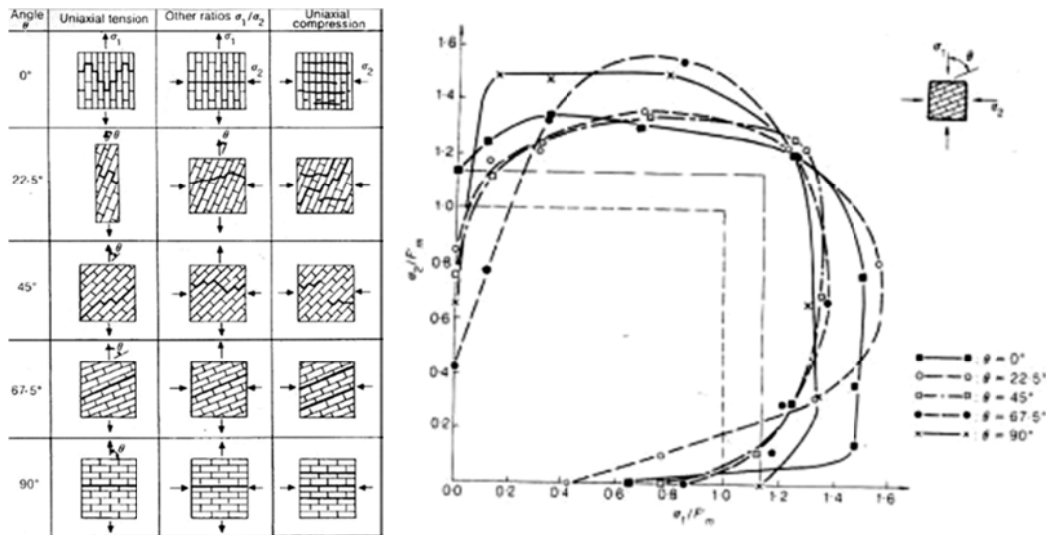 Angle θ Uniaxial tension Other ratios σ₁/σ₂ Uniaxial compression
0° σ₁ σ₁ σ₂ σ₂
22·5° θ θ
45° θ
67·5° θ
90° θ
σ₂/F'm
1·6
1·4
1·2
1·0
0·8
0·6
0·4
0·2
0·0 0·2 0·4 0·6 0·8 1·0 1·2 1·4 1·6
σ₁/F'm
σ₁ θ
σ₂
: θ = 0°
: θ = 22·5°
: θ = 45°
: θ = 67·5°
: θ = 90°